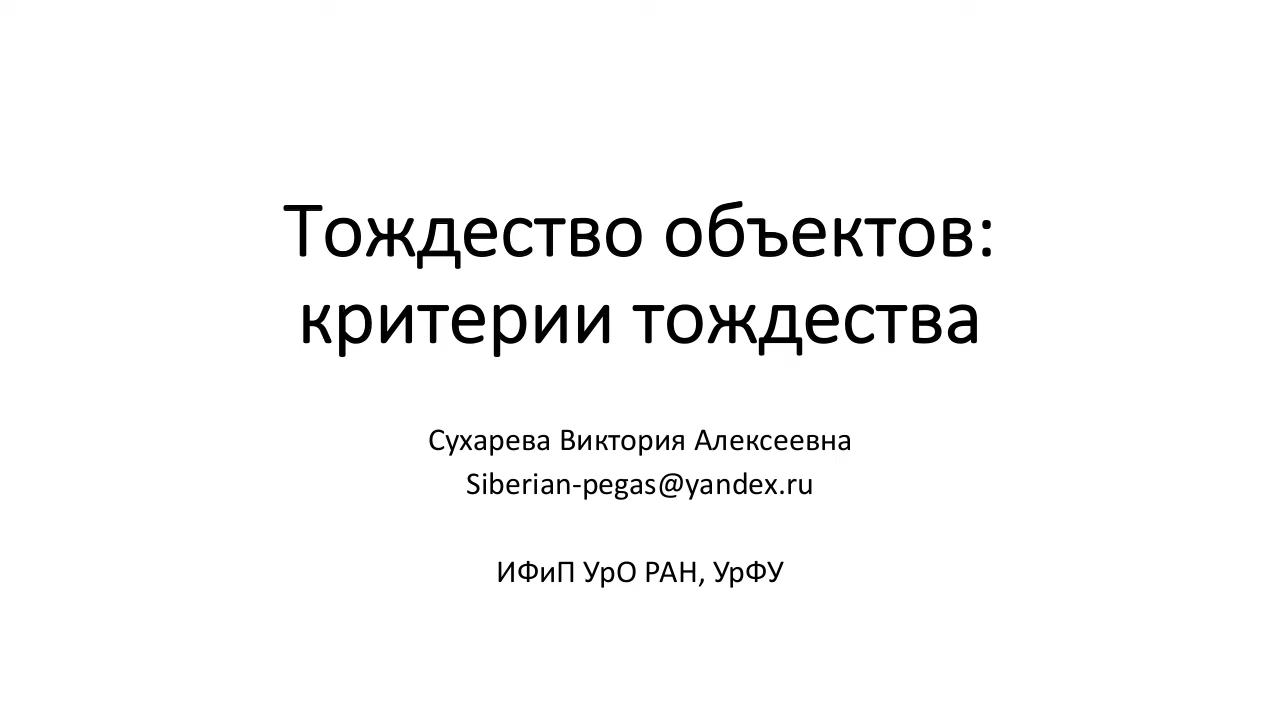 Тождество объектов:
критерии тождества
Сухарева Виктория Алексеевна
Siberian-pegas@yandex.ru
ИФиП УрО РАН, УрФУ